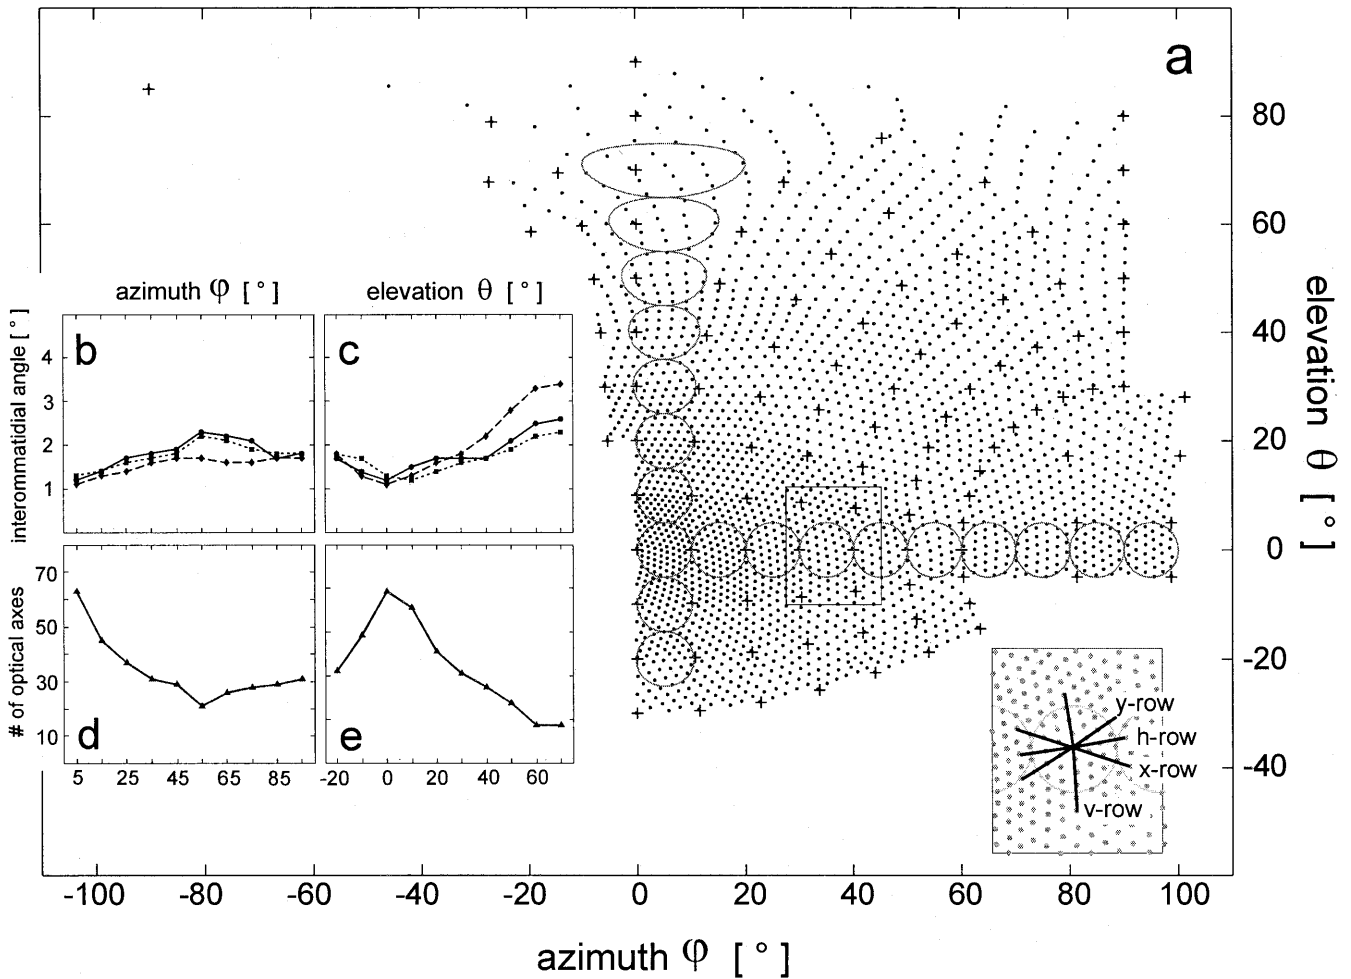 a
80
60
40
20
0
-20
-40
elevation θ [ ° ]
azimuth φ [ ° ]
elevation θ [ ° ]
b
c
4
3
2
1
interommatidial angle [ ° ]
70
50
30
10
# of optical axes
d
e
5 25 45 65 85
-20 0 20 40 60
y-row
h-row
x-row
v-row
-100 -80 -60 -40 -20 0 20 40 60 80 100
azimuth φ [ ° ]